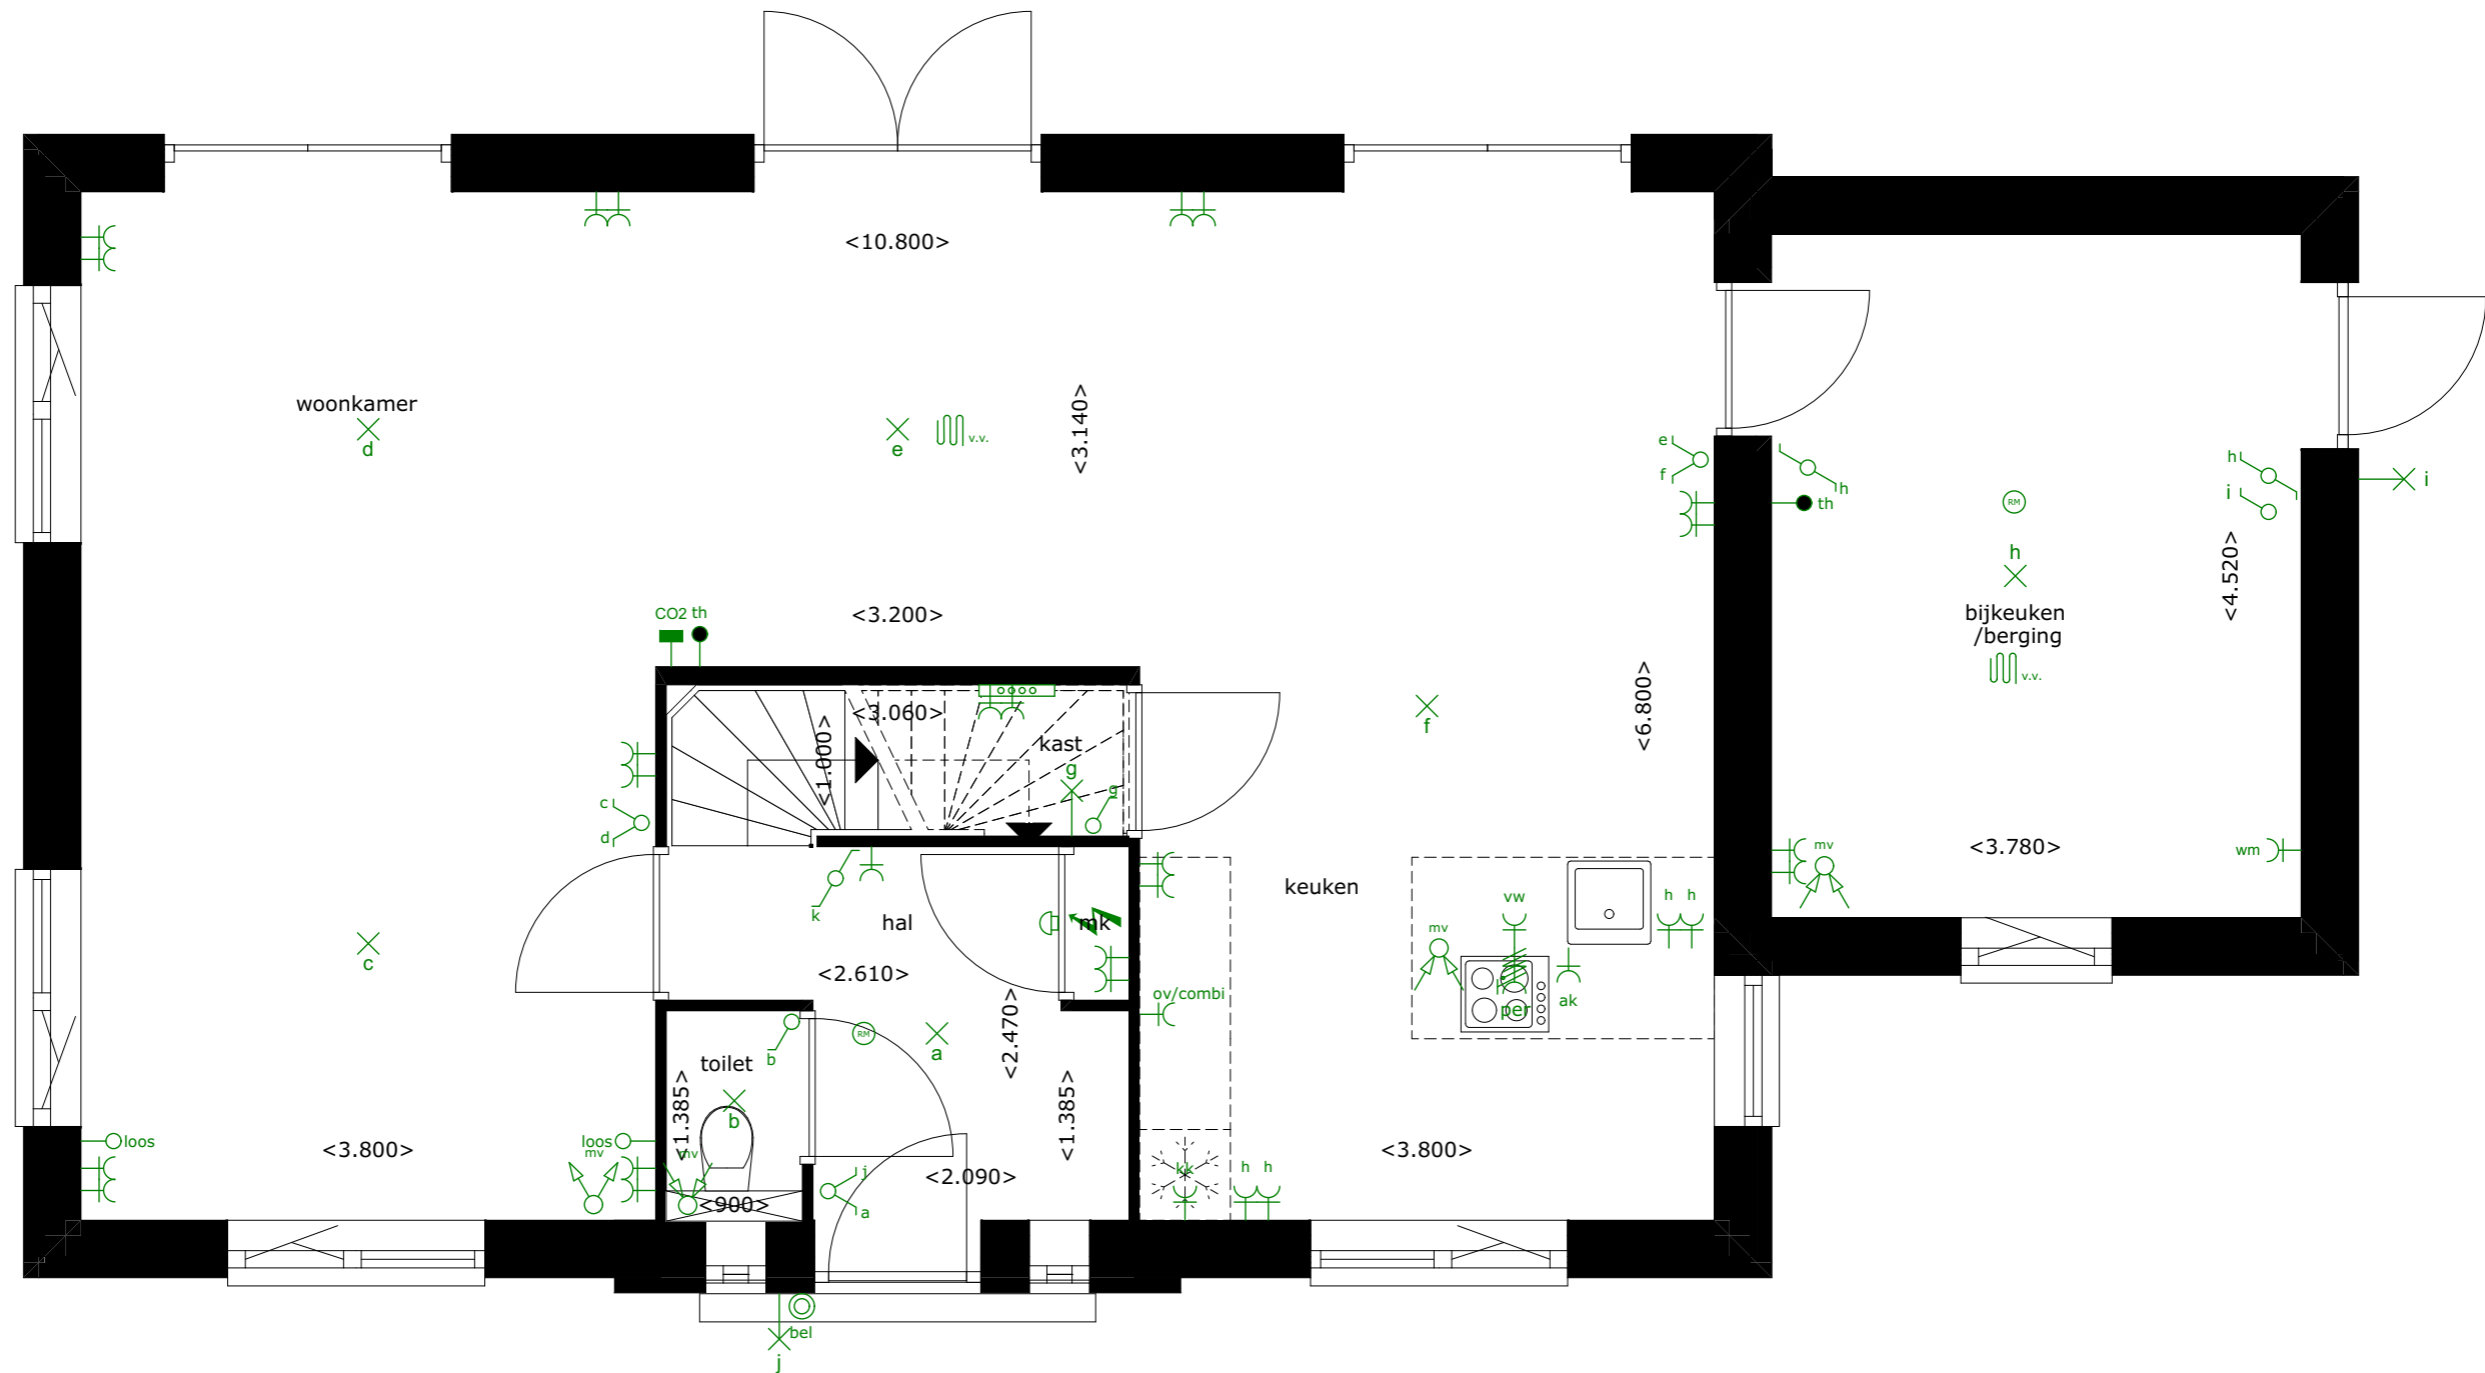 <10.800>
woonkamer
d
e
v.v.
<3.140>
e
f
h
th
RM
h
i
i
h
bijkeuken
/berging
v.v.
<4.520>
CO2 th
<3.200>
<3.060>
<1.000>
kast
g
g
f
<6.800>
c
d
<3.780>
mv
wm
k
hal
mk
keuken
vw
h h
mv
c
<2.610>
ov/combi
ak
per
b
RM
a
<2.470>
toilet
b
<1.385>
<1.385>
loos
<3.800>
loos
mv
mv
<900>
j
a
<2.090>
kk
h h
<3.800>
bel
j